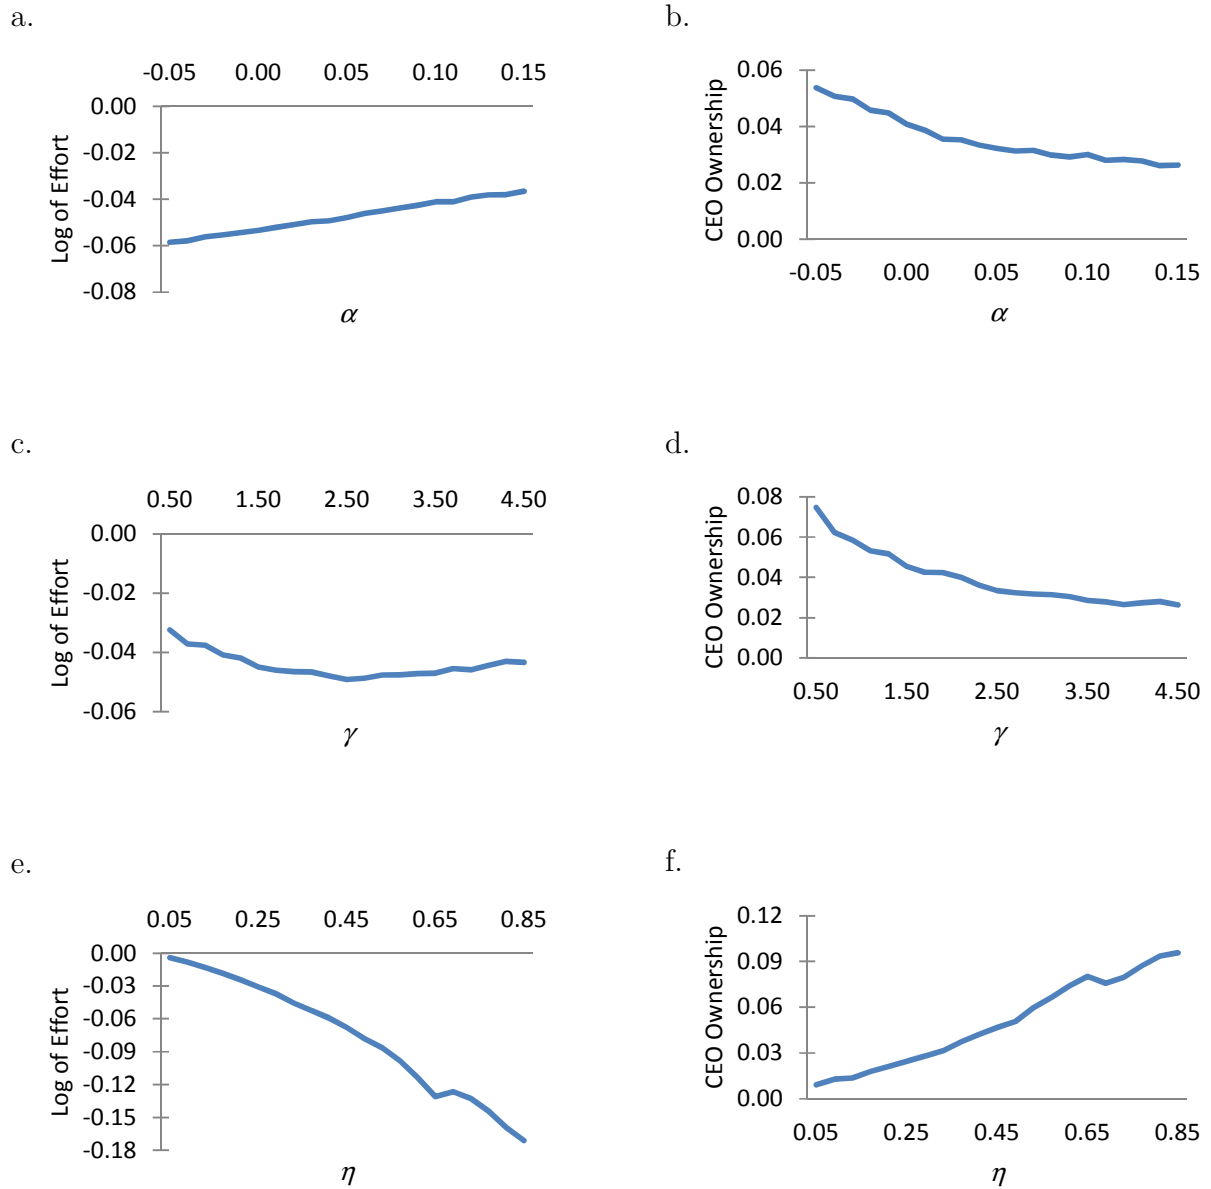 a.
-0.05 0.00 0.05 0.10 0.15
0.00
-0.02
-0.04
-0.06
-0.08
Log of Effort
α
b.
0.06
0.04
0.02
0.00
CEO Ownership
-0.05 0.00 0.05 0.10 0.15
α
c.
0.50 1.50 2.50 3.50 4.50
0.00
-0.02
-0.04
-0.06
Log of Effort
γ
d.
0.08
0.06
0.04
0.02
0.00
CEO Ownership
0.50 1.50 2.50 3.50 4.50
γ
e.
0.05 0.25 0.45 0.65 0.85
0.00
-0.03
-0.06
-0.09
-0.12
-0.15
-0.18
Log of Effort
η
f.
0.12
0.09
0.06
0.03
0.00
CEO Ownership
0.05 0.25 0.45 0.65 0.85
η